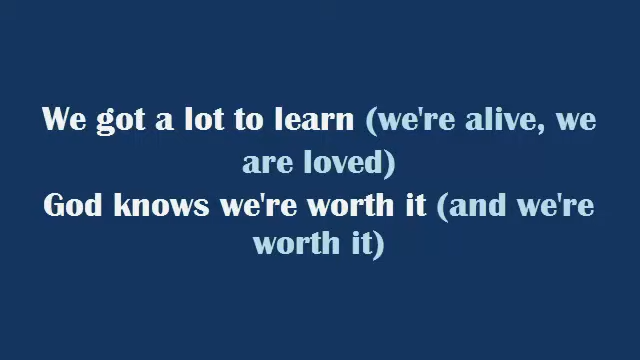 We got a lot to learn (we're alive, we
are loved)
God knows we're worth it (and we're
worth it)